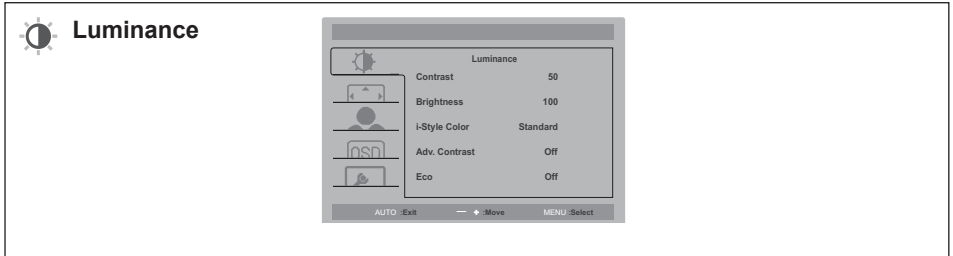 Luminance
Luminance
Contrast 50
Brightness 100
i-Style Color Standard
Adv. Contrast Off
OSD
Eco Off
AUTO :Exit — + :Move MENU :Select